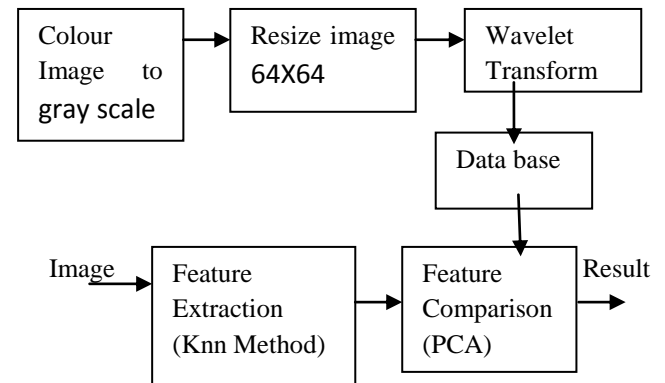 Colour
Image to
gray scale
Resize image
64X64
Wavelet
Transform
Data base
Image
Feature
Extraction
(Knn Method)
Feature
Comparison
(PCA)
Result